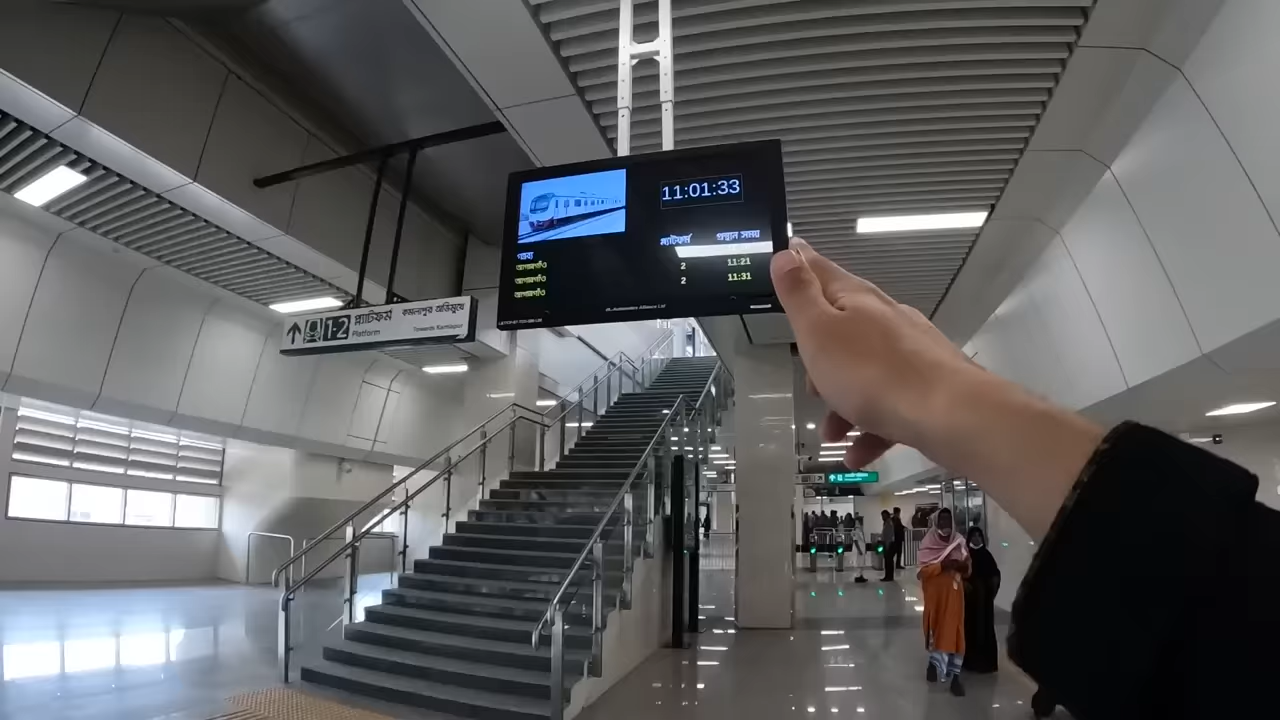 11:01:33
গন্তব্য
প্ল্যাটফর্ম
প্রস্থান সময়
আগারগাঁও
আগারগাঁও 2 11:21
আগারগাঁও 2 11:31
1-2 প্ল্যাটফর্ম
Platform
কমলাপুর অভিমুখে
Towards Kamlapur